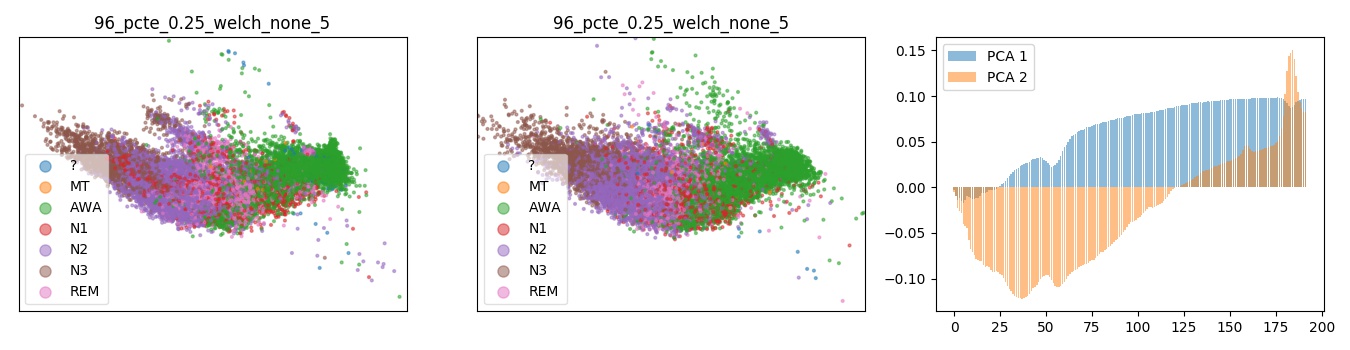 96_pcte_0.25_welch_none_5
?
MT
AWA
N1
N2
N3
REM
96_pcte_0.25_welch_none_5
?
MT
AWA
N1
N2
N3
REM
PCA 1
PCA 2
0.15
0.10
0.05
0.00
−0.05
−0.10
0 25 50 75 100 125 150 175 200